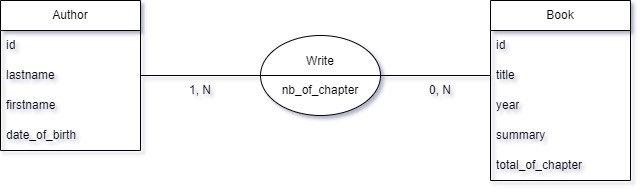 Author
id
lastname
firstname
date_of_birth
1, N
Write
nb_of_chapter
0, N
Book
id
title
year
summary
total_of_chapter